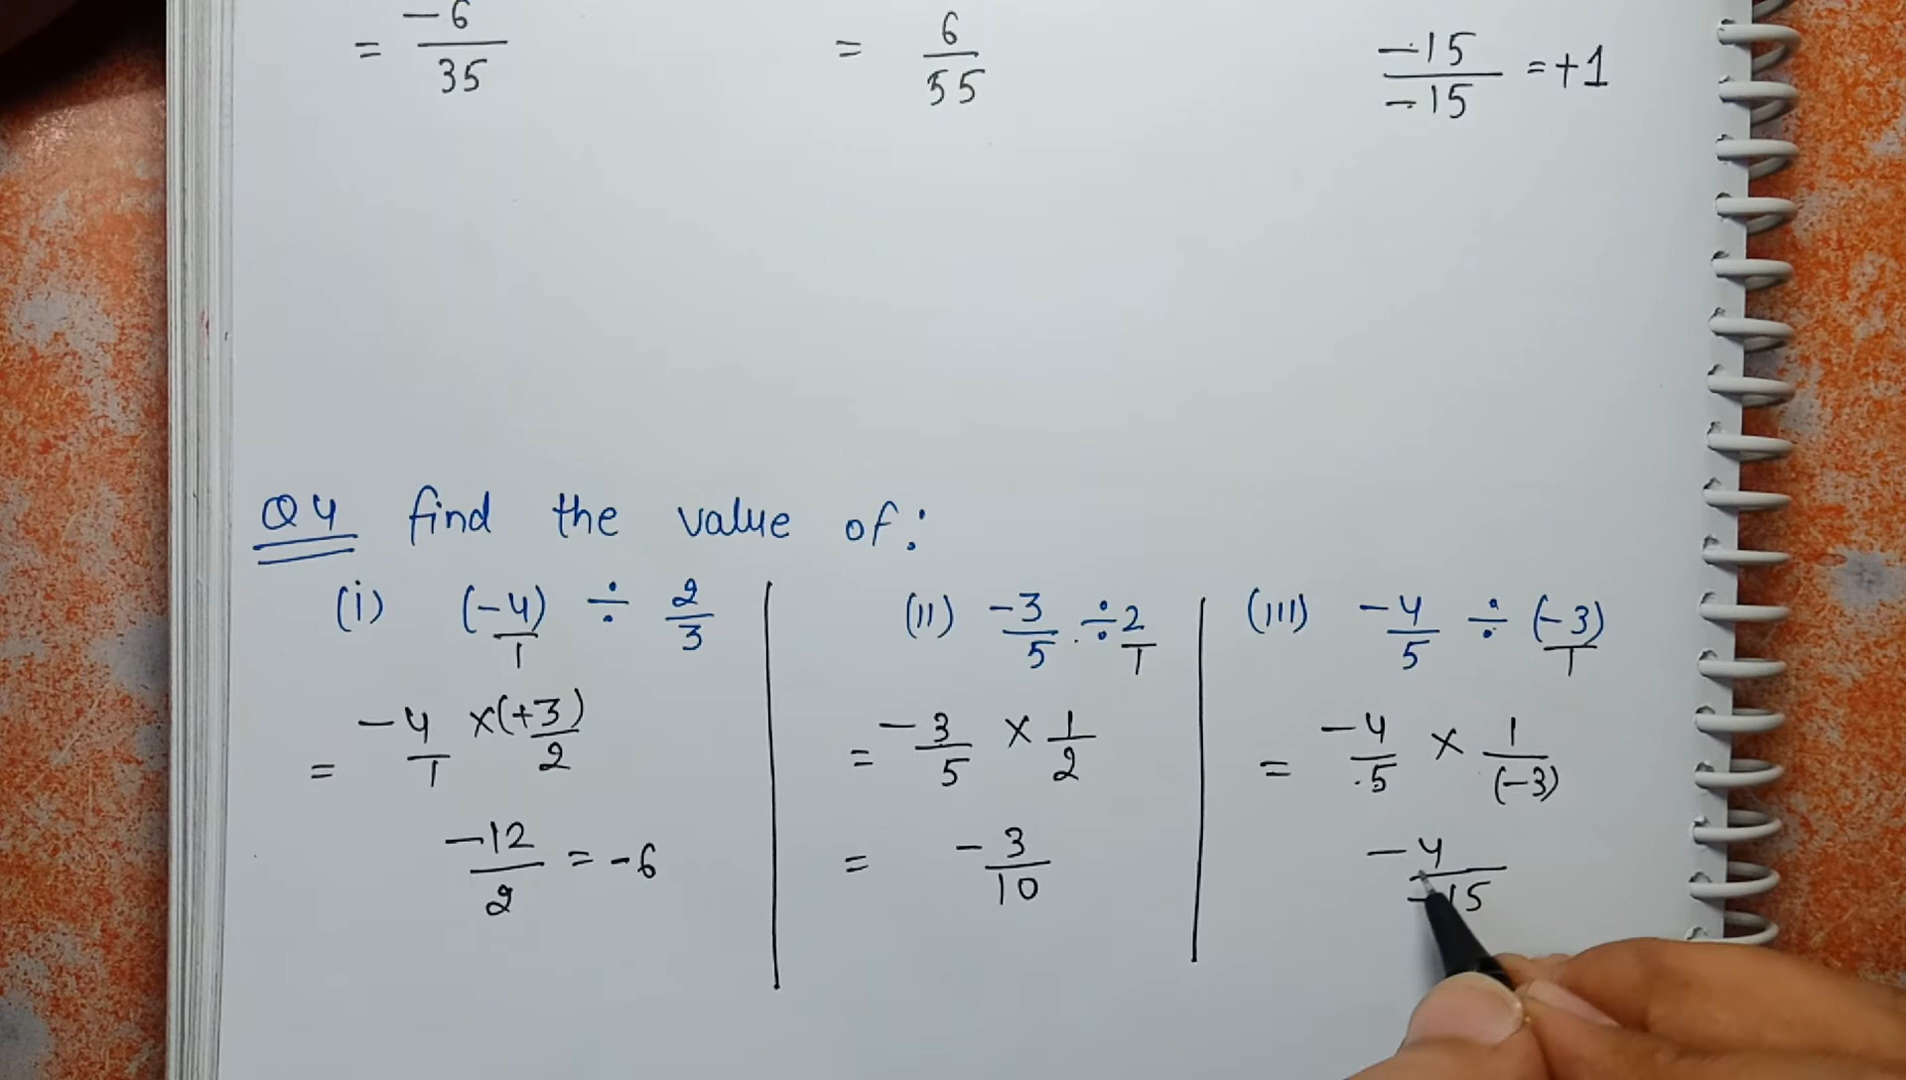 = -6/35 = 6/55 -15/-15 = +1
Q4 find the value of:
(i) (-4)/1 ÷ 2/3
= -4/1 ×(+3)/2
-12/2 = -6
(ii) -3/5 ÷ 2/1
= -3/5 × 1/2
= -3/10
(iii) -4/5 ÷ (-3)/1
= -4/5 × 1/(-3)
-4/-15